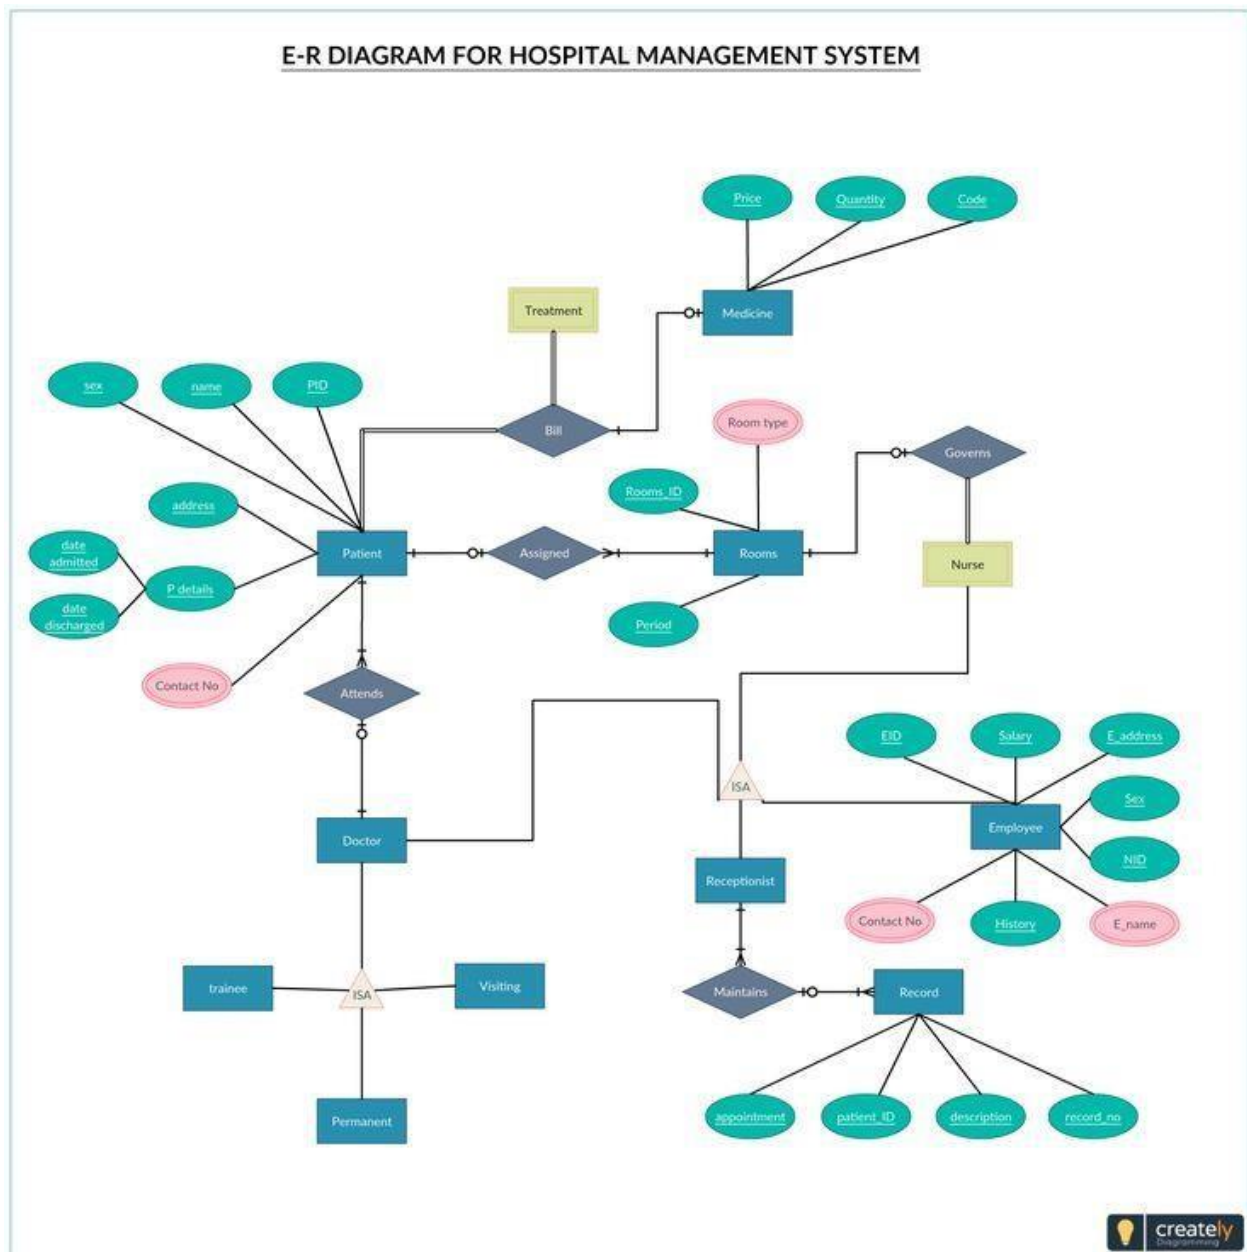 E-R DIAGRAM FOR HOSPITAL MANAGEMENT SYSTEM
Price
Quantity
Code
Treatment
Medicine
sex
name
PID
Room type
Bill
Governs
Rooms_ID
address
date
admitted
Patient
Assigned
Rooms
Nurse
P details
date
discharged
Period
Contact No
Attends
EID
Salary
E_address
ISA
Sex
Doctor
Employee
NID
Receptionist
Contact No
History
E_name
trainee
ISA
Visiting
Maintains
Record
Permanent
appointment
patient_ID
description
record_no
creately
Diagramming